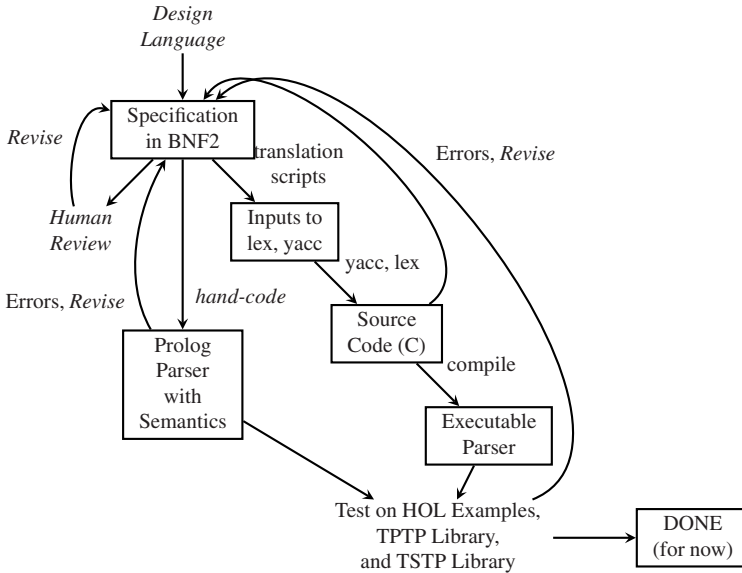 Design
Language
Specification
in BNF2
Revise
translation
scripts
Errors, Revise
Human
Review
Inputs to
lex, yacc
yacc, lex
Errors, Revise
hand-code
Source
Code (C)
Prolog
Parser
with
Semantics
compile
Executable
Parser
Test on HOL Examples,
TPTP Library,
and TSTP Library
DONE
(for now)